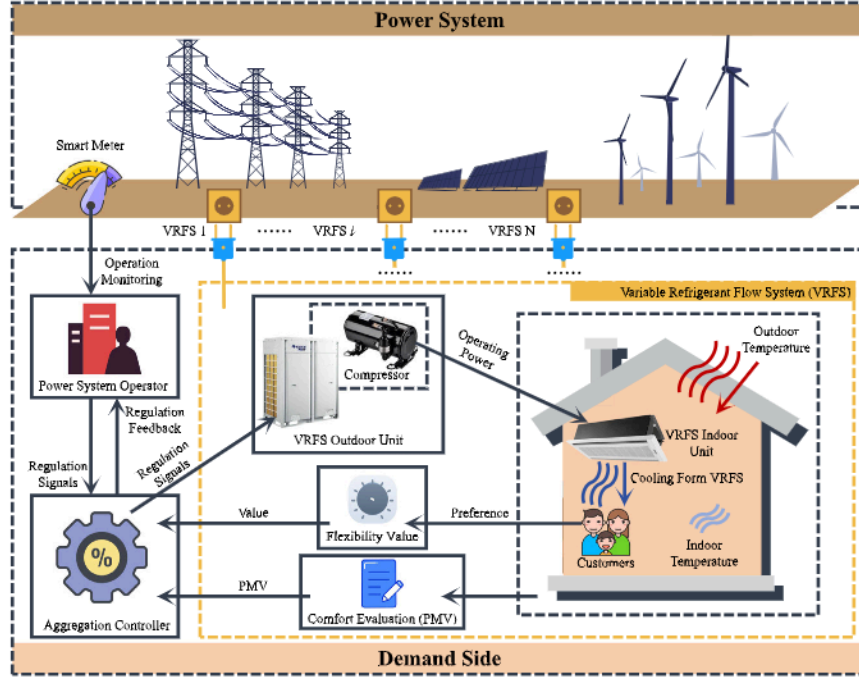 Power System
Smart Meter
VRFS 1
......
VRFS i
......
VRFS N
......
......
Operation
Monitoring
Variable Refrigerant Flow System (VRFS)
Power System Operator
Compressor
VRFS Outdoor Unit
Operating
Power
Outdoor
Temperature
VRFS Indoor
Unit
Cooling Form VRFS
Regulation
Feedback
Regulation
Signals
Regulation
Signals
Value
Flexibility Value
Preference
Custumers
Indoor
Temperature
%
Aggregation Controller
PMV
Comfort Evaluation (PMV)
Demand Side